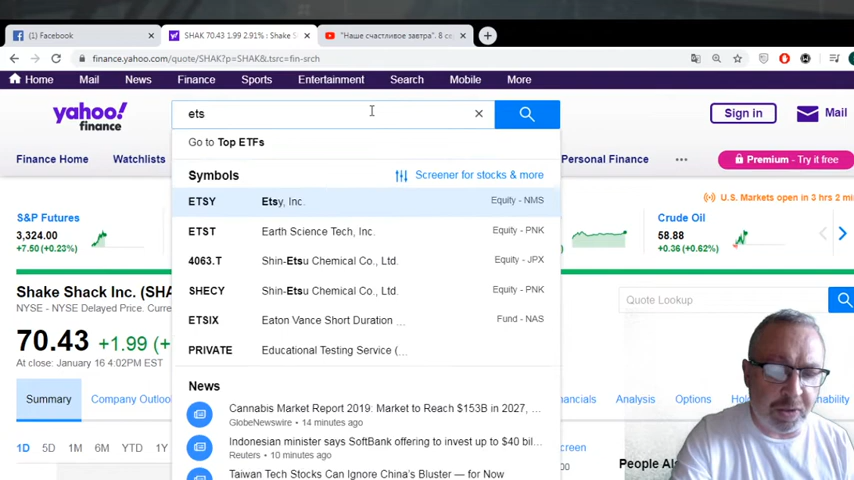 (1) Facebook
SHAK 70.43 1.99 2.91% : Shake S
"Наше счастливое завтра". 8 се
finance.yahoo.com/quote/SHAK?p=SHAK&.tsrc=fin-srch
Home Mail News Finance Sports Entertainment Search Mobile More
yahoo!
finance
ets
Sign in
Mail
Go to Top ETFs
Finance Home Watchlists
Personal Finance
Premium - Try it free
Symbols
Screener for stocks & more
U.S. Markets open in 3 hrs 2 mi
ETSY Etsy, Inc. Equity - NMS
ETST Earth Science Tech, Inc. Equity - PNK
4063.T Shin-Etsu Chemical Co., Ltd. Equity - JPX
SHECY Shin-Etsu Chemical Co., Ltd. Equity - PNK
ETSIX Eaton Vance Short Duration ... Fund - NAS
PRIVATE Educational Testing Service (...
S&P Futures
3,324.00
+7.50 (+0.23%)
Crude Oil
58.88
+0.36 (+0.62%)
Shake Shack Inc. (SHA
NYSE - NYSE Delayed Price. Curre
Quote Lookup
70.43 +1.99 (+
At close: January 16 4:02PM EST
News
Summary
Company Outloo
ncials
Analysis
Options
Ho
nability
Cannabis Market Report 2019: Market to Reach $153B in 2027, ...
GlobeNewswire • 14 minutes ago
1D 5D 1M 6M YTD 1Y
Indonesian minister says SoftBank offering to invest up to $40 bil...
Reuters • 10 minutes ago
creen
People Al
Taiwan Tech Stocks Can Ignore China's Bluster — for Now